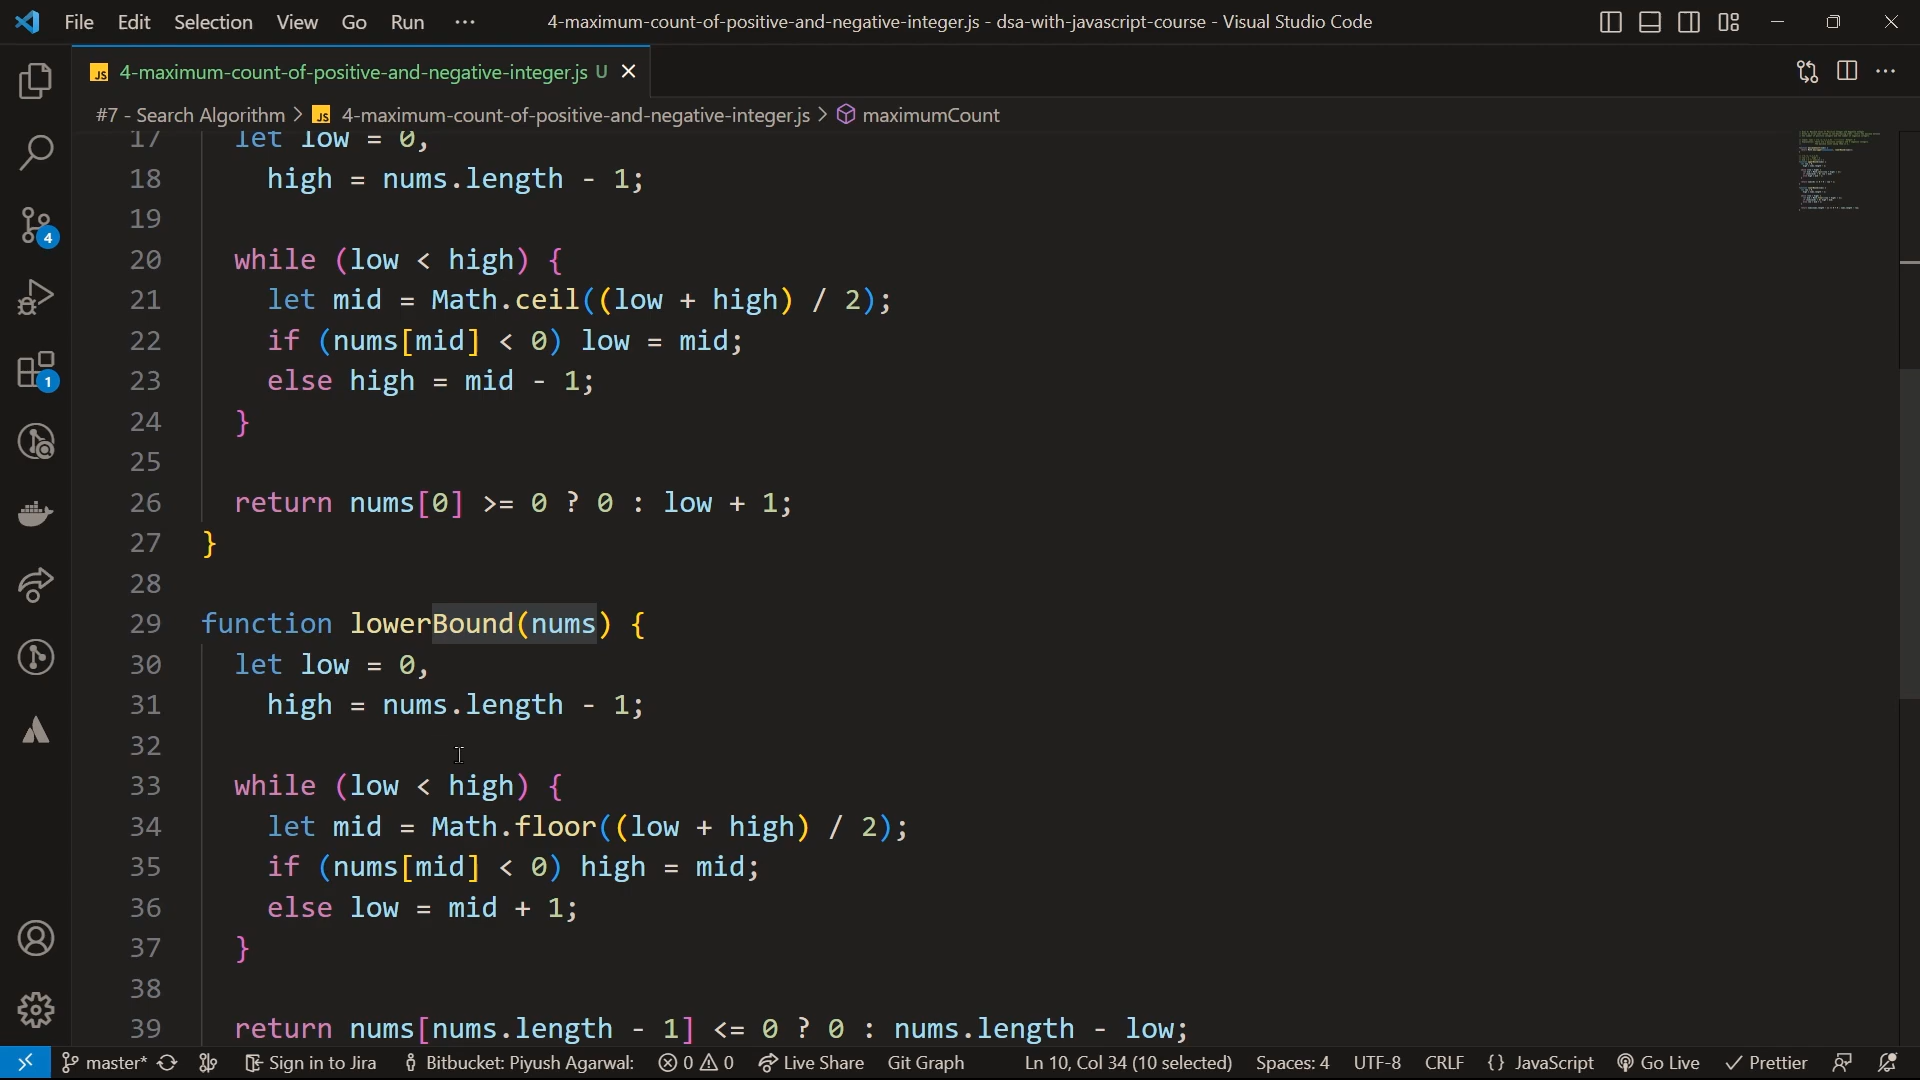 File Edit Selection View Go Run ··· 4-maximum-count-of-positive-and-negative-integer.js - dsa-with-javascript-course - Visual Studio Code
JS 4-maximum-count-of-positive-and-negative-integer.js U
#7 - Search Algorithm > JS 4-maximum-count-of-positive-and-negative-integer.js > maximumCount
17 let low = 0,
18 high = nums.length - 1;
19
20 while (low < high) {
21 let mid = Math.ceil((low + high) / 2);
22 if (nums[mid] < 0) low = mid;
23 else high = mid - 1;
24 }
25
26 return nums[0] >= 0 ? 0 : low + 1;
27 }
28
29 function lowerBound(nums) {
30 let low = 0,
31 high = nums.length - 1;
32
33 while (low < high) {
34 let mid = Math.floor((low + high) / 2);
35 if (nums[mid] < 0) high = mid;
36 else low = mid + 1;
37 }
38
39 return nums[nums.length - 1] <= 0 ? 0 : nums.length - low;
4
1
master* Sign in to Jira Bitbucket: Piyush Agarwal: 0 0 Live Share Git Graph Ln 10, Col 34 (10 selected) Spaces: 4 UTF-8 CRLF {} JavaScript Go Live Prettier